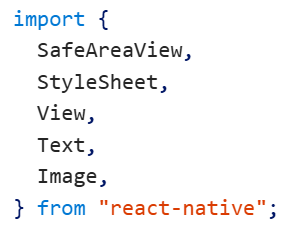 import {
  SafeAreaView,
  StyleSheet,
  View,
  Text,
  Image,
} from "react-native";